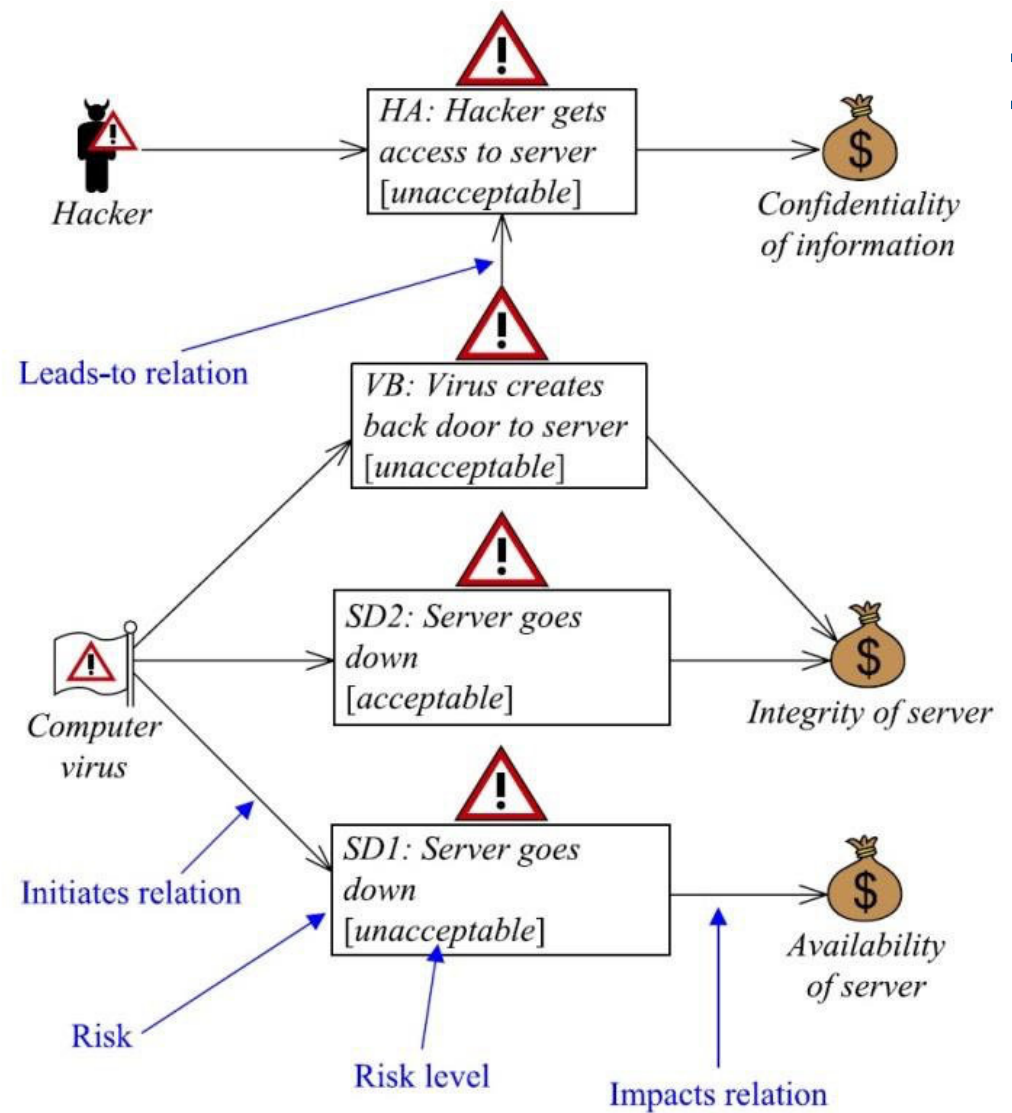 HA: Hacker gets
access to server
[unacceptable]
Hacker
$
Confidentiality
of information
Leads-to relation
VB: Virus creates
back door to server
[unacceptable]
SD2: Server goes
down
[acceptable]
Computer
virus
$
Integrity of server
SD1: Server goes
down
[unacceptable]
Initiates relation
$
Availability
of server
Risk
Risk level
Impacts relation